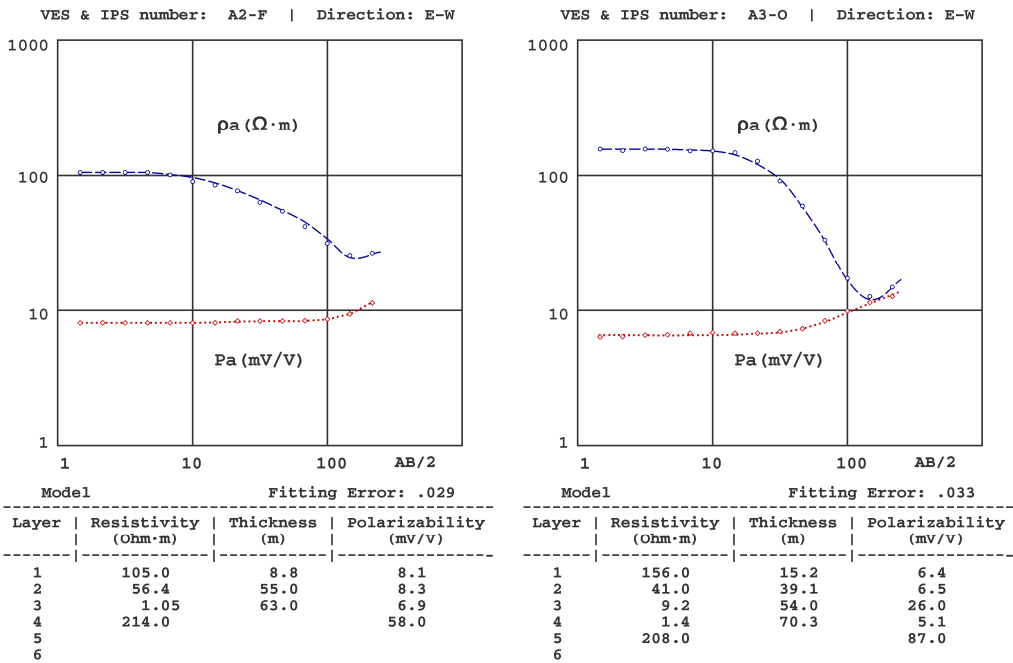 VES & IPS number: A2-F | Direction: E-W
1000
ρa(Ω·m)
100
10
Pa(mV/V)
1
1 10 100 AB/2
Model Fitting Error: .029
Layer | Resistivity | Thickness | Polarizability
| (Ohm·m) | (m) | (mV/V)
1 105.0 8.8 8.1
2 56.4 55.0 8.3
3 1.05 63.0 6.9
4 214.0 58.0
5
6
VES & IPS number: A3-O | Direction: E-W
1000
ρa(Ω·m)
100
10
Pa(mV/V)
1
1 10 100 AB/2
Model Fitting Error: .033
Layer | Resistivity | Thickness | Polarizability
| (Ohm·m) | (m) | (mV/V)
1 156.0 15.2 6.4
2 41.0 39.1 6.5
3 9.2 54.0 26.0
4 1.4 70.3 5.1
5 208.0 87.0
6